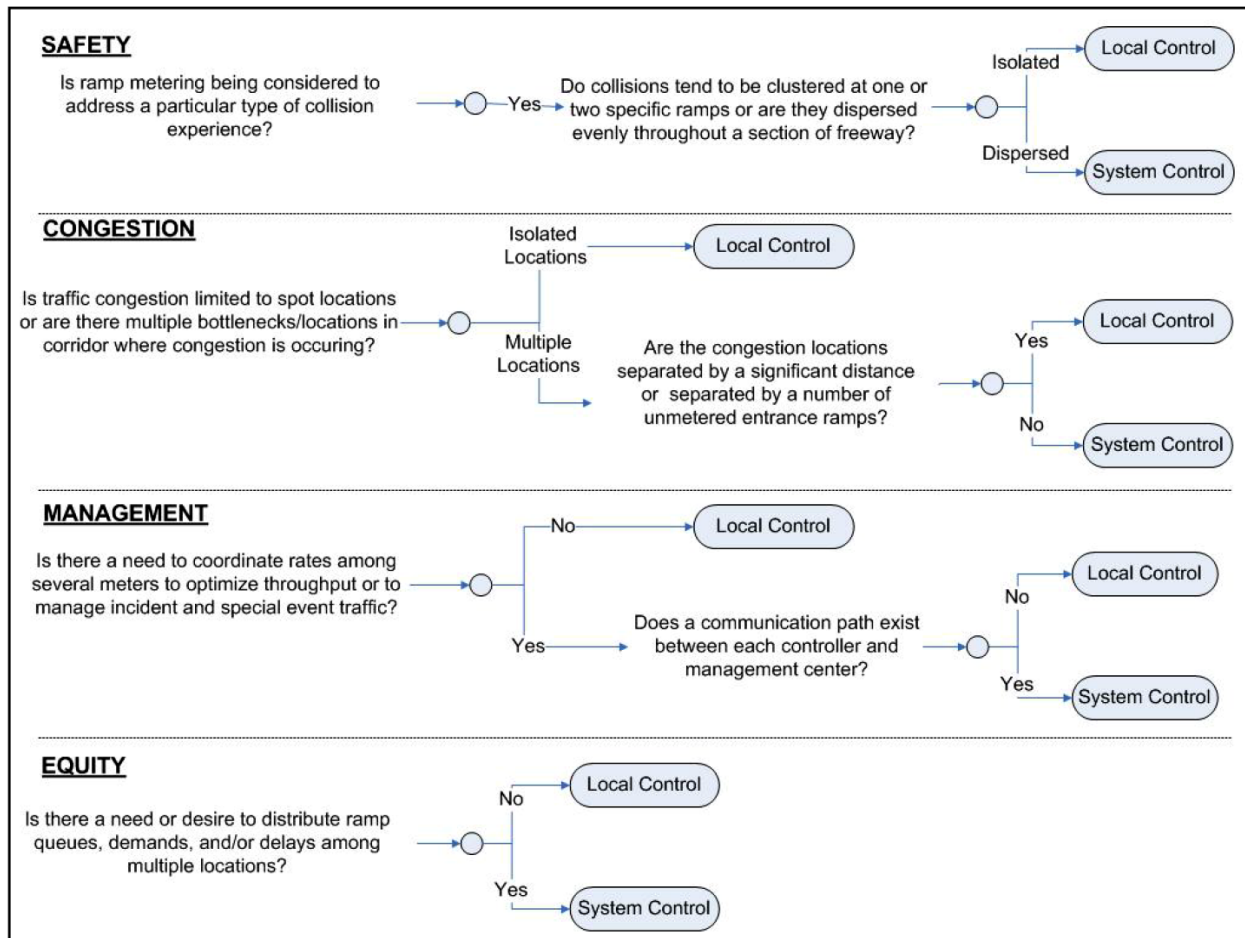 SAFETY
Is ramp metering being considered to
address a particular type of collision
experience?
Yes
Do collisions tend to be clustered at one or
two specific ramps or are they dispersed
evenly throughout a section of freeway?
Isolated
Local Control
Dispersed
System Control
CONGESTION
Is traffic congestion limited to spot locations
or are there multiple bottlenecks/locations in
corridor where congestion is occuring?
Isolated
Locations
Local Control
Multiple
Locations
Are the congestion locations
separated by a significant distance
or separated by a number of
unmetered entrance ramps?
Yes
Local Control
No
System Control
MANAGEMENT
Is there a need to coordinate rates among
several meters to optimize throughput or to
manage incident and special event traffic?
No
Local Control
Yes
Does a communication path exist
between each controller and
management center?
No
Local Control
Yes
System Control
EQUITY
Is there a need or desire to distribute ramp
queues, demands, and/or delays among
multiple locations?
No
Local Control
Yes
System Control